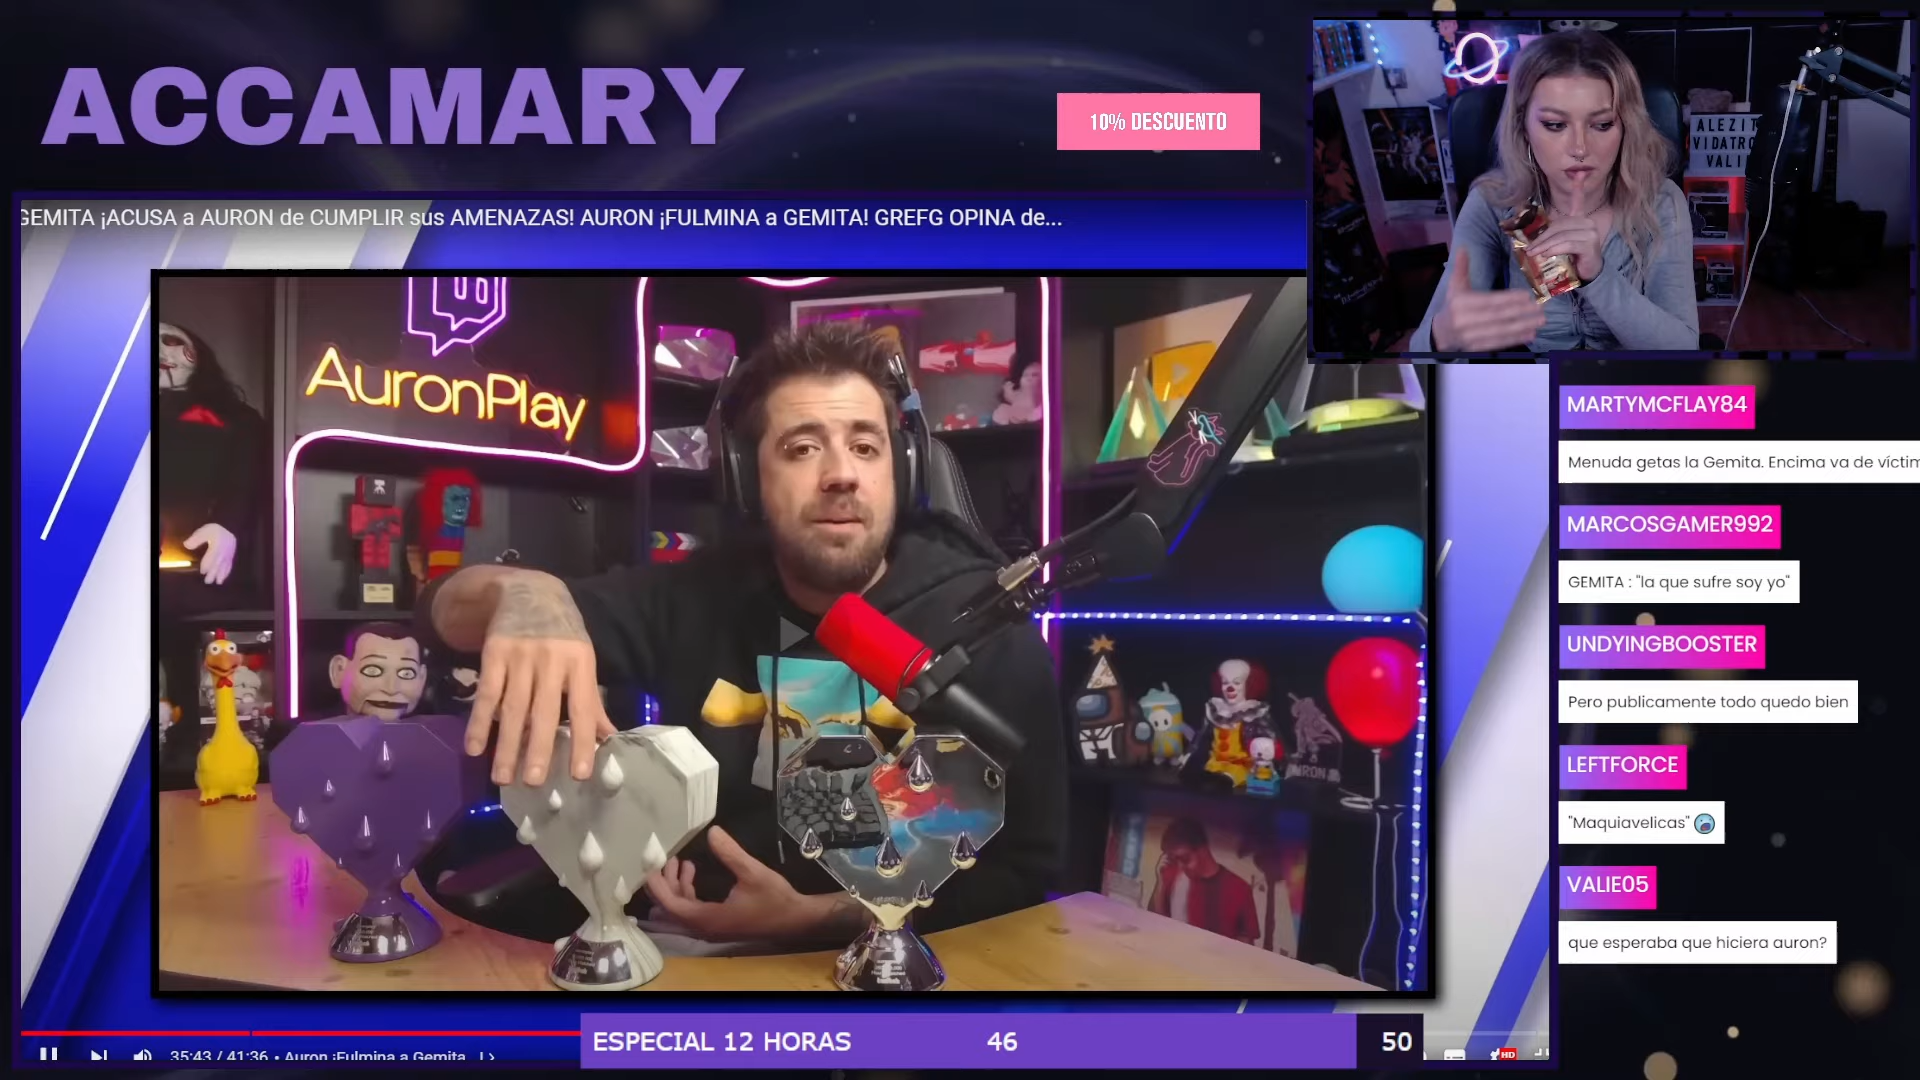 ACCAMARY
10% DESCUENTO
GEMITA ¡ACUSA a AURON de CUMPLIR sus AMENAZAS! AURON ¡FULMINA a GEMITA! GREFG OPINA de...
ALEZIT
VIDATRO
VALI
AuronPlay
MARTYMCFLAY84
Menuda getas la Gemita. Encima va de víctim
MARCOSGAMER992
GEMITA : "la que sufre soy yo"
UNDYINGBOOSTER
Pero publicamente todo quedo bien
LEFTFORCE
"Maquiavelicas"
VALIE05
que esperaba que hiciera auron?
ESPECIAL 12 HORAS 46 50
35:43 / 41:36 • Auron ¡Fulmina a Gemita
HD